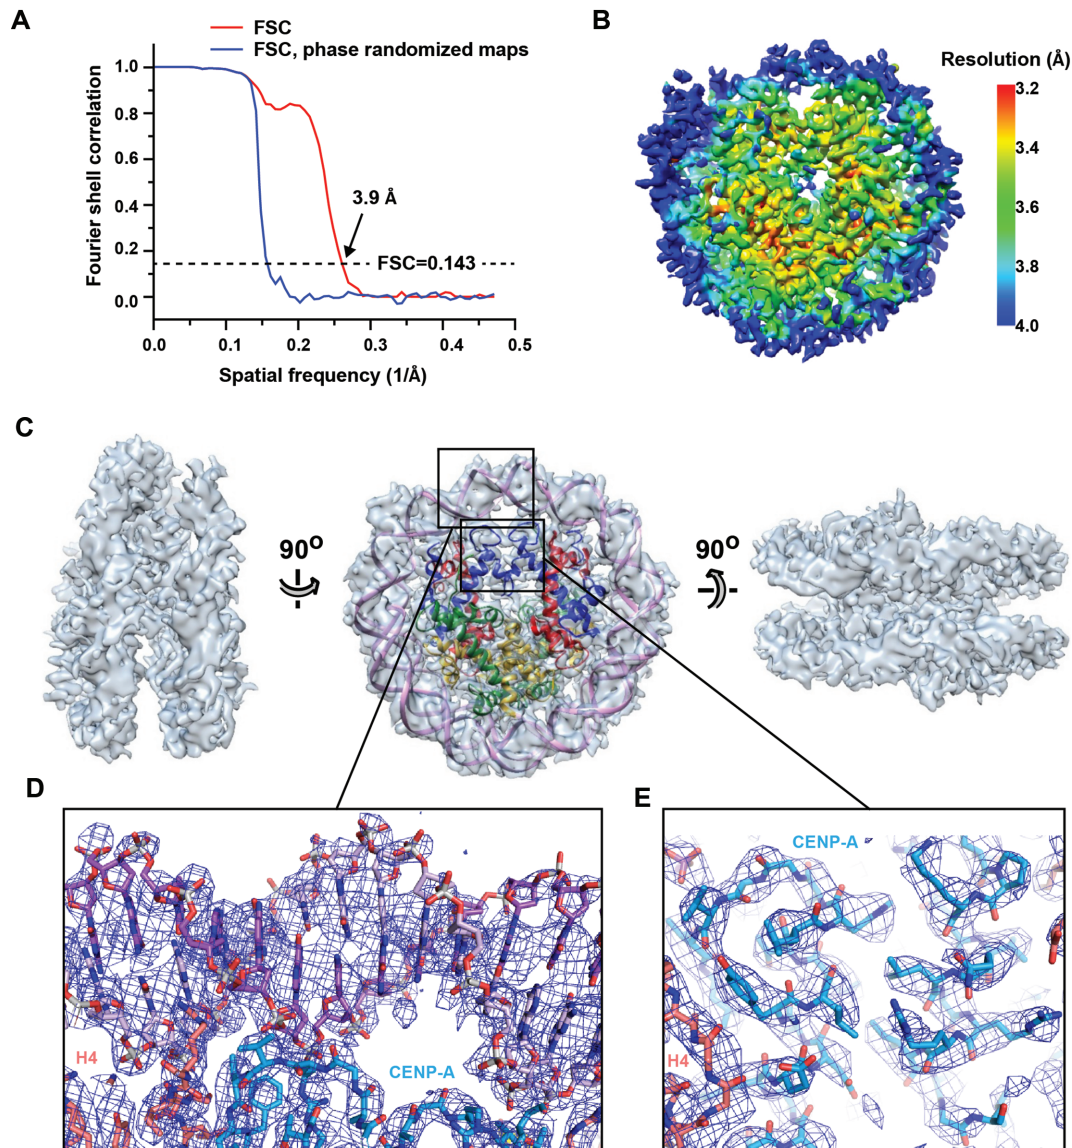 A
FSC
FSC, phase randomized maps
Fourier shell correlation
1.0
0.8
0.6
0.4
0.2
0.0
3.9 Å
FSC=0.143
0.0 0.1 0.2 0.3 0.4 0.5
Spatial frequency (1/Å)
B
Resolution (Å)
3.2
3.4
3.6
3.8
4.0
C
90º
90º
D
H4
CENP-A
E
CENP-A
H4